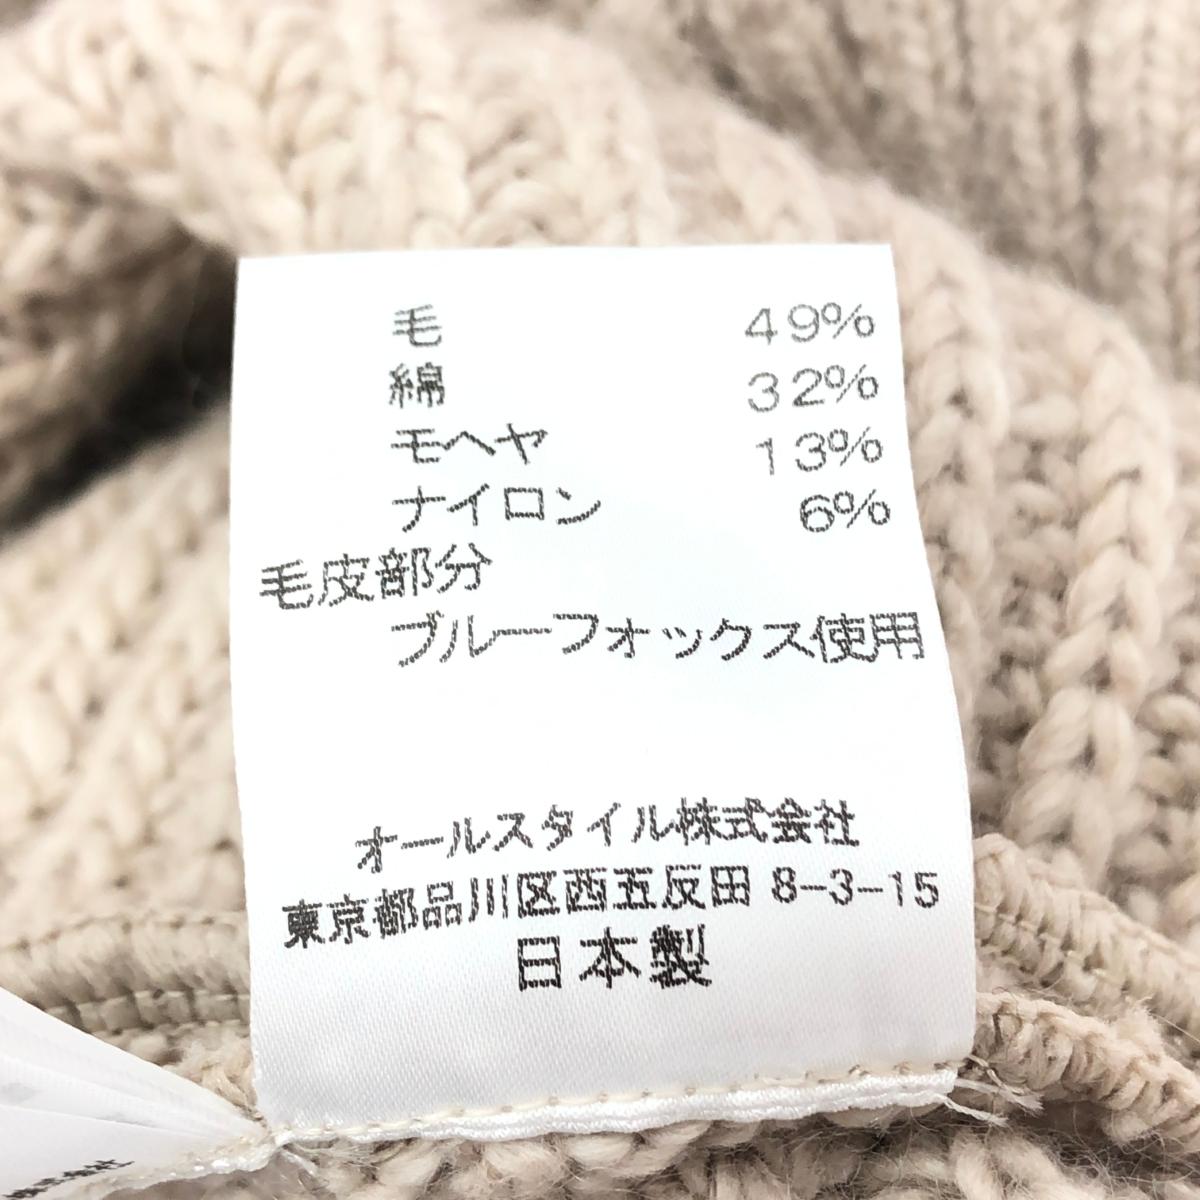 毛 49%
綿 32%
モヘヤ 13%
ナイロン 6%
毛皮部分
ブルーフォックス使用
オールスタイル株式会社
東京都品川区西五反田 8-3-15
日本製